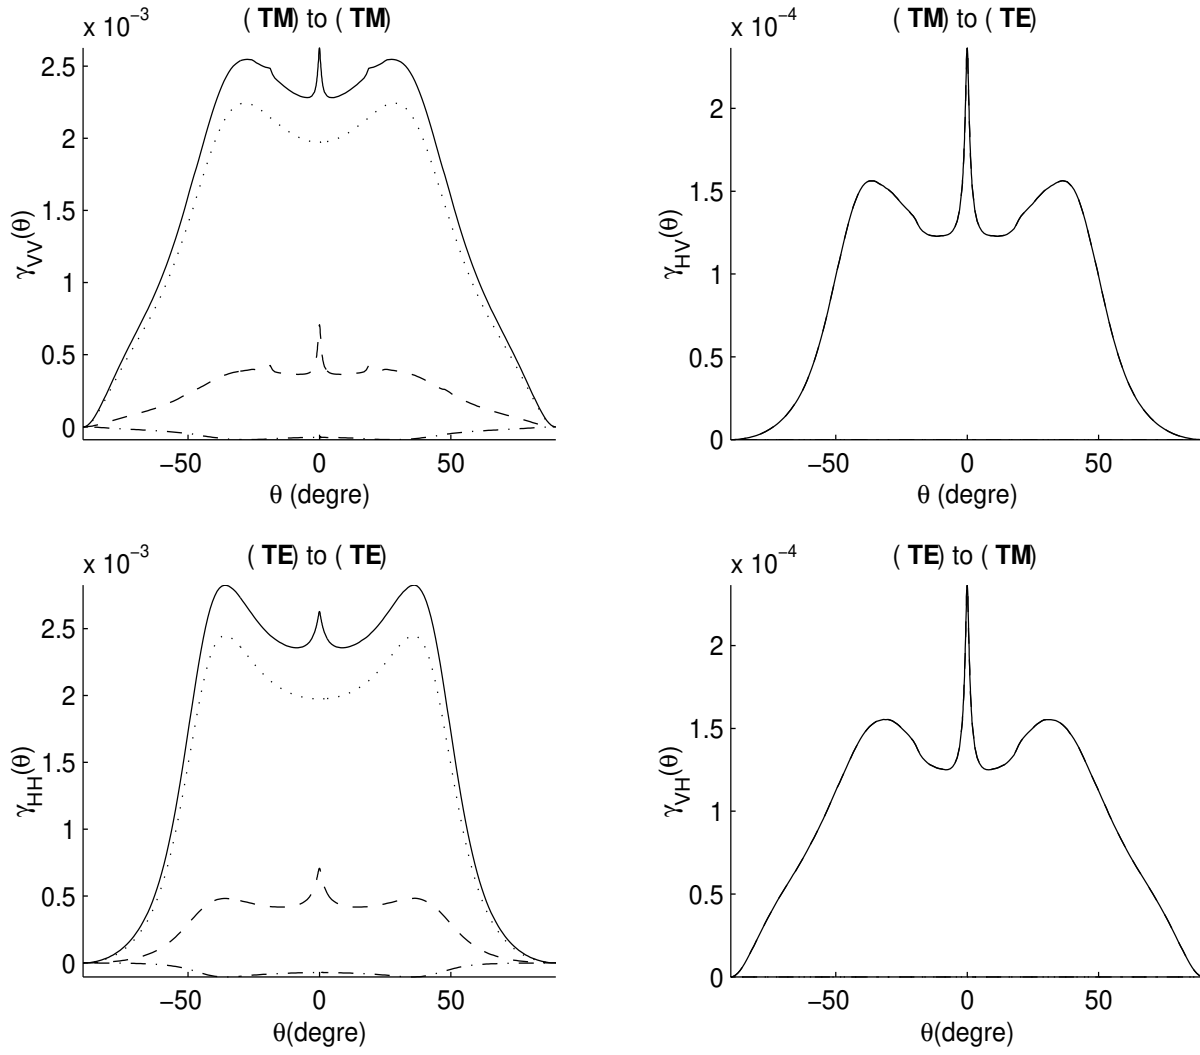 x 10⁻³ ( TM) to ( TM)
2.5
2
1.5
1
0.5
0
γVV(θ)
−50 0 50
θ (degre)
x 10⁻⁴ ( TM) to ( TE)
2
1.5
1
0.5
0
γHV(θ)
−50 0 50
θ (degre)
x 10⁻³ ( TE) to ( TE)
2.5
2
1.5
1
0.5
0
γHH(θ)
−50 0 50
θ(degre)
x 10⁻⁴ ( TE) to ( TM)
2
1.5
1
0.5
0
γVH(θ)
−50 0 50
θ (degre)